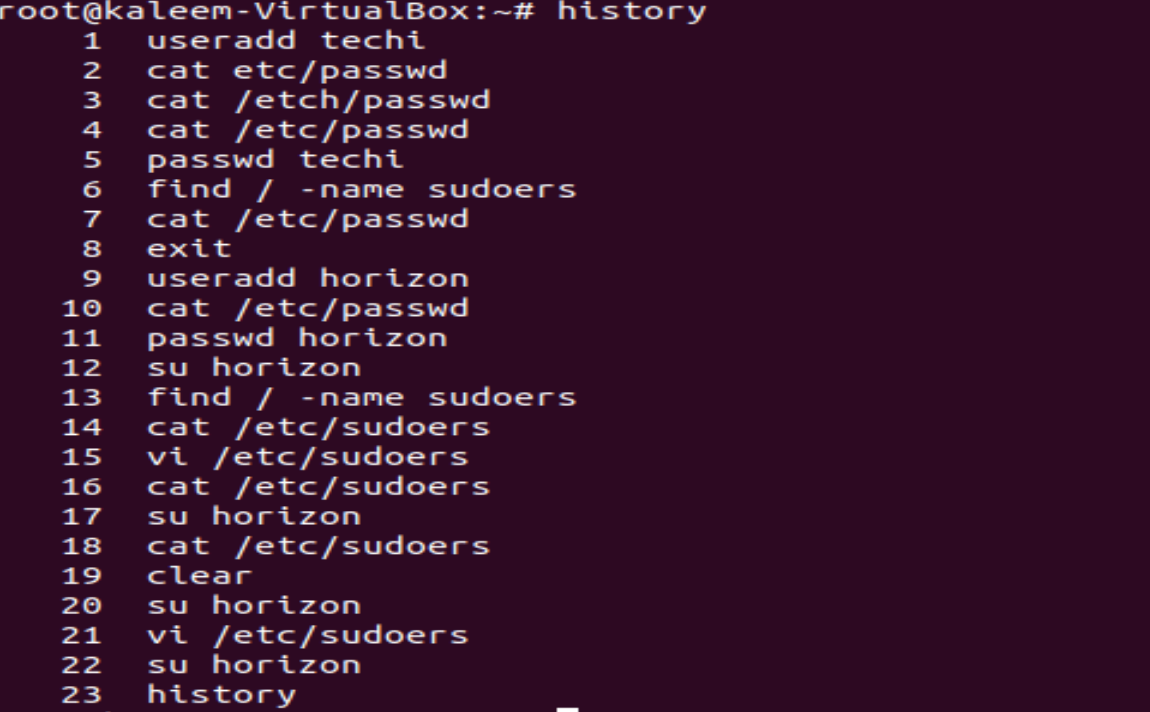 root@kaleem-VirtualBox:~# history
1 useradd techi
2 cat etc/passwd
3 cat /etch/passwd
4 cat /etc/passwd
5 passwd techi
6 find / -name sudoers
7 cat /etc/passwd
8 exit
9 useradd horizon
10 cat /etc/passwd
11 passwd horizon
12 su horizon
13 find / -name sudoers
14 cat /etc/sudoers
15 vi /etc/sudoers
16 cat /etc/sudoers
17 su horizon
18 cat /etc/sudoers
19 clear
20 su horizon
21 vi /etc/sudoers
22 su horizon
23 history